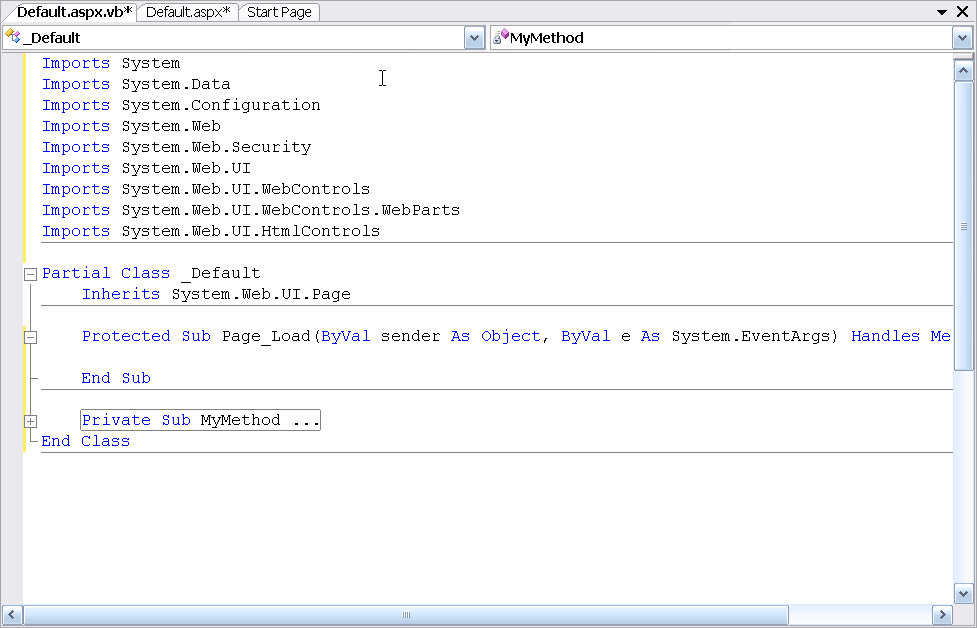 Default.aspx.vb* Default.aspx* Start Page
_Default MyMethod
Imports System
Imports System.Data
Imports System.Configuration
Imports System.Web
Imports System.Web.Security
Imports System.Web.UI
Imports System.Web.UI.WebControls
Imports System.Web.UI.WebControls.WebParts
Imports System.Web.UI.HtmlControls
Partial Class _Default
Inherits System.Web.UI.Page
Protected Sub Page_Load(ByVal sender As Object, ByVal e As System.EventArgs) Handles Me
End Sub
Private Sub MyMethod ...
End Class